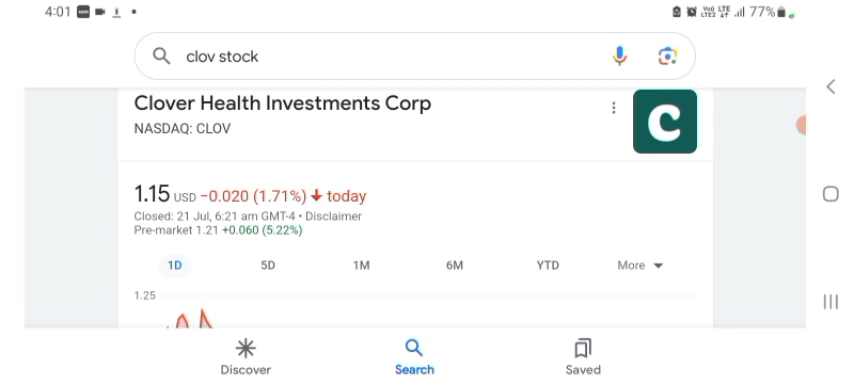 4:01
77%
clov stock
Clover Health Investments Corp
NASDAQ: CLOV
C
1.15 USD −0.020 (1.71%) today
Closed: 21 Jul, 6:21 am GMT-4 • Disclaimer
Pre-market 1.21 +0.060 (5.22%)
1D 5D 1M 6M YTD More
1.25
Discover Search Saved